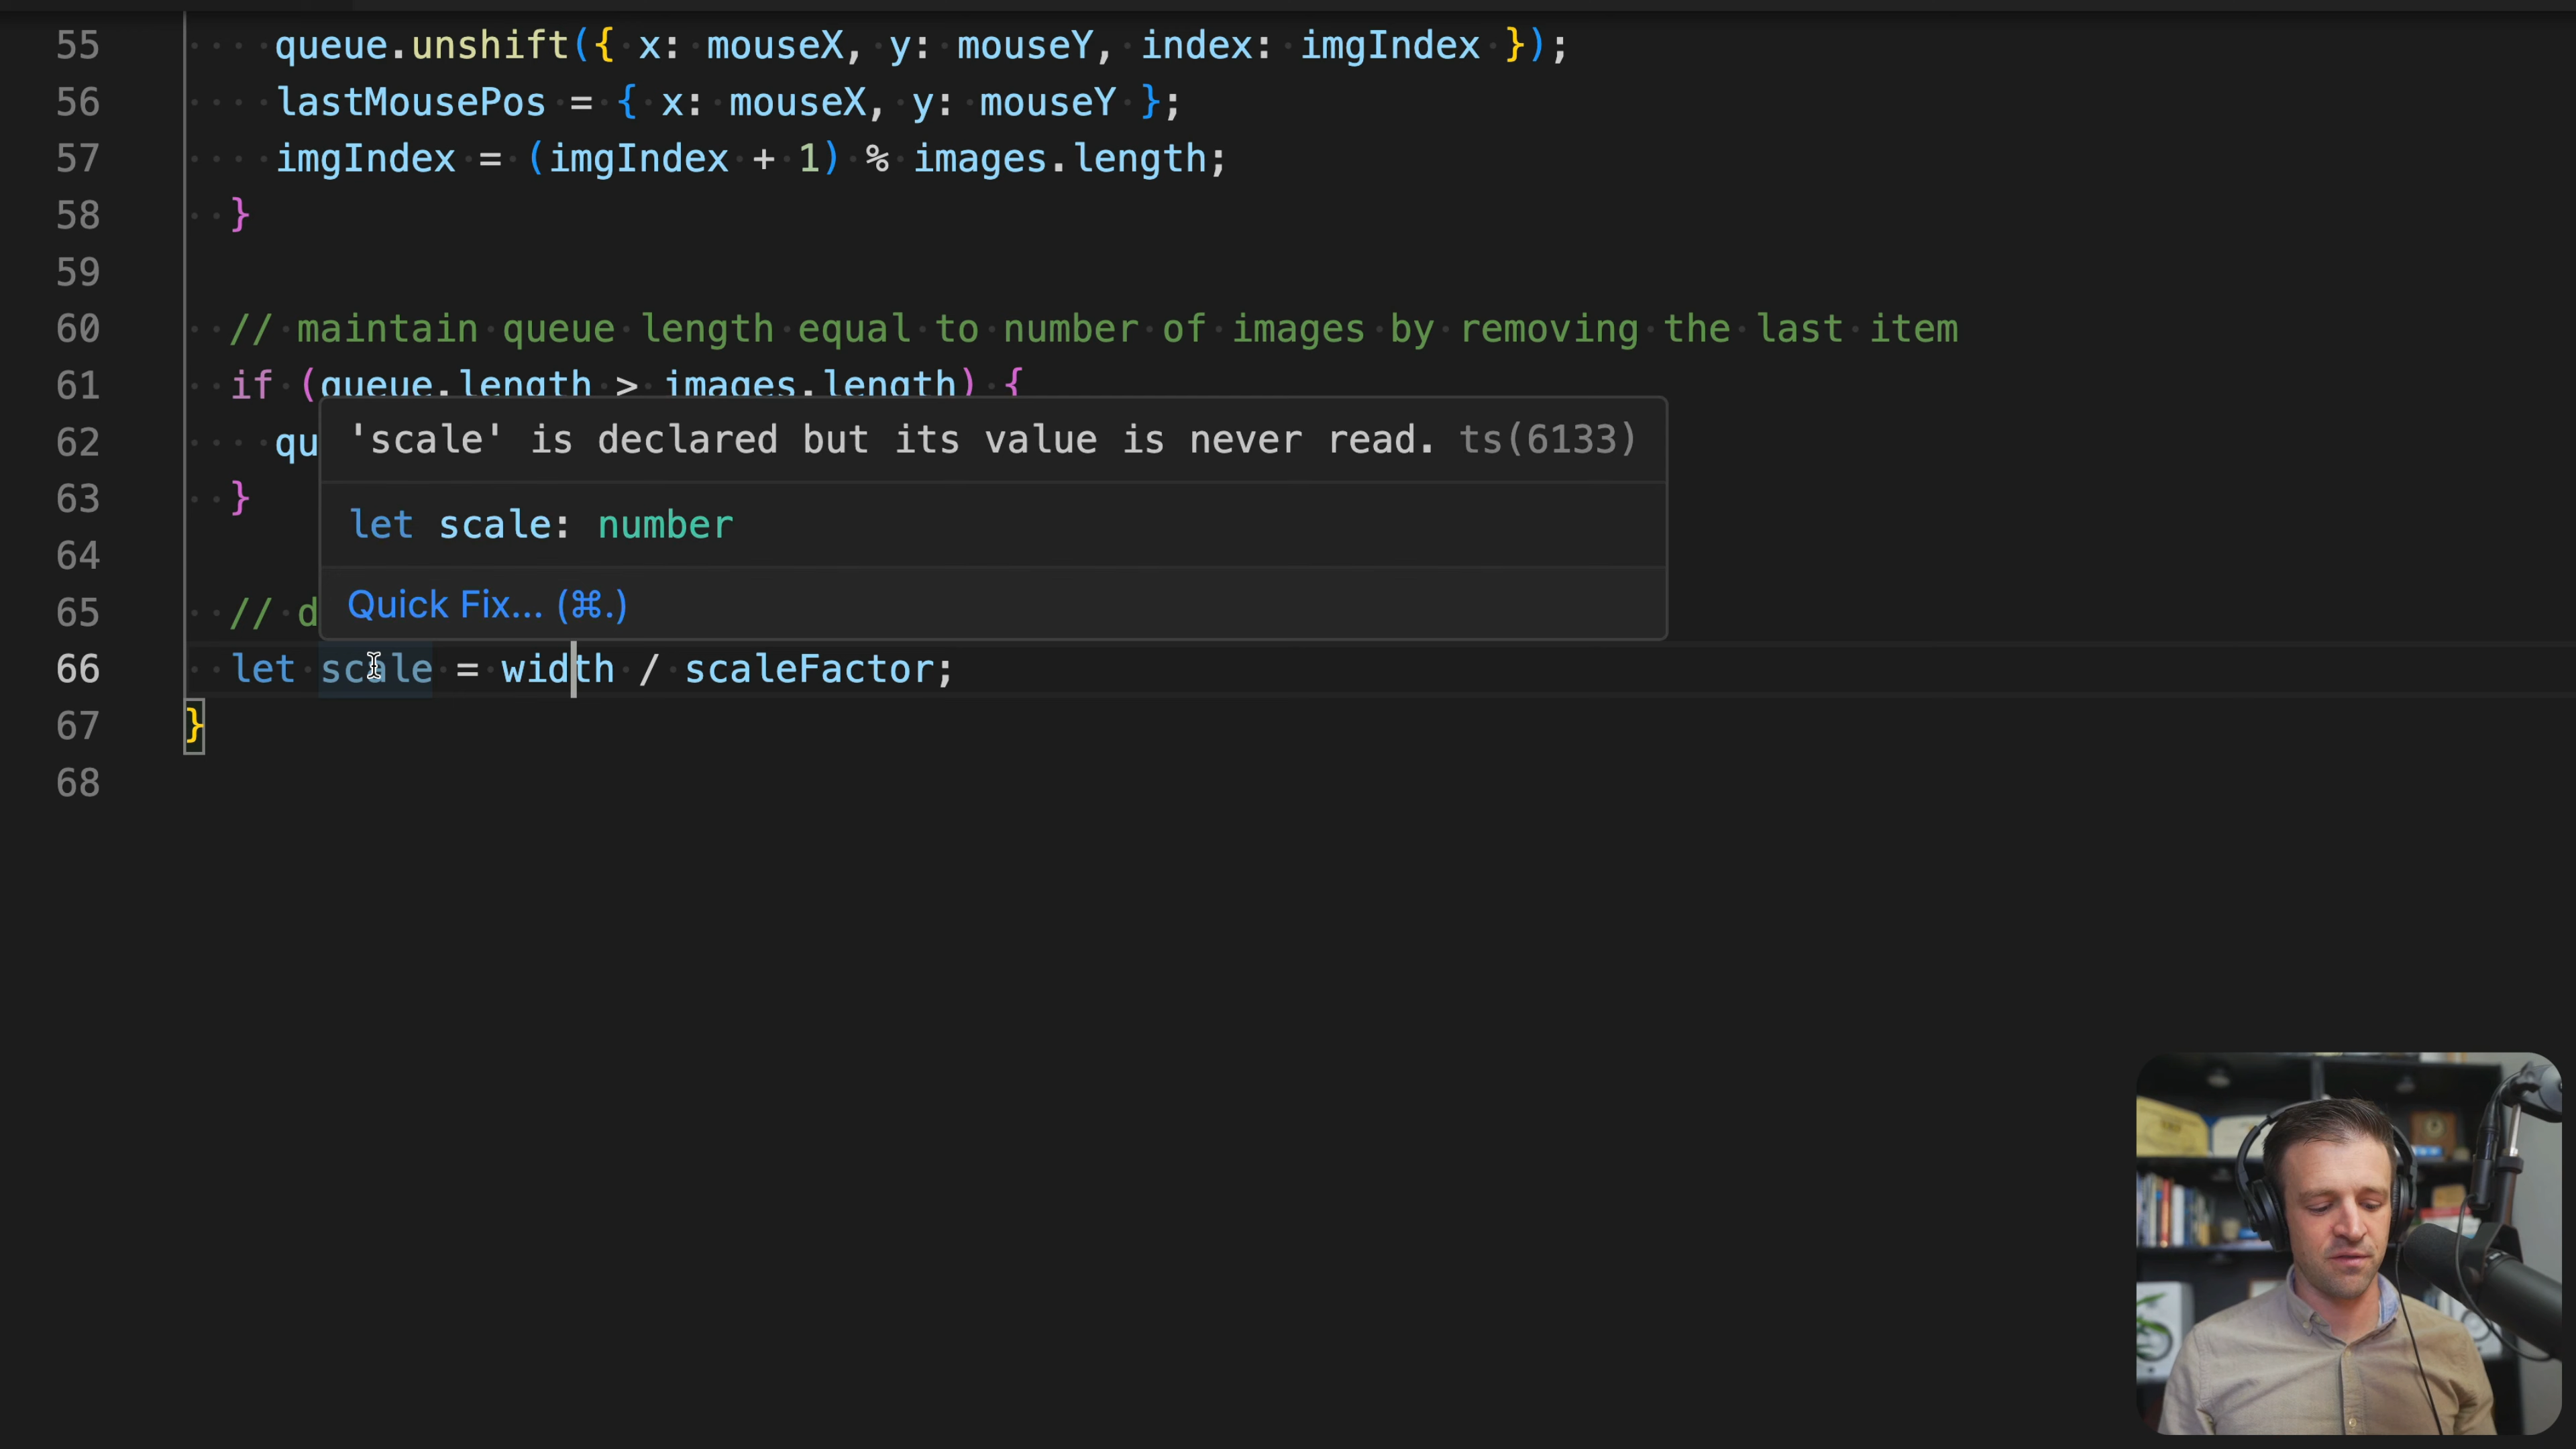 55 queue.unshift({ x: mouseX, y: mouseY, index: imgIndex });
56 lastMousePos = { x: mouseX, y: mouseY };
57 imgIndex = (imgIndex + 1) % images.length;
58 }
59
60 // maintain queue length equal to number of images by removing the last item
61 if (queue.length > images.length) {
62 qu
63 }
64
65 // d
'scale' is declared but its value is never read. ts(6133)
let scale: number
Quick Fix... (⌘.)
66 let scale = width / scaleFactor;
67 }
68